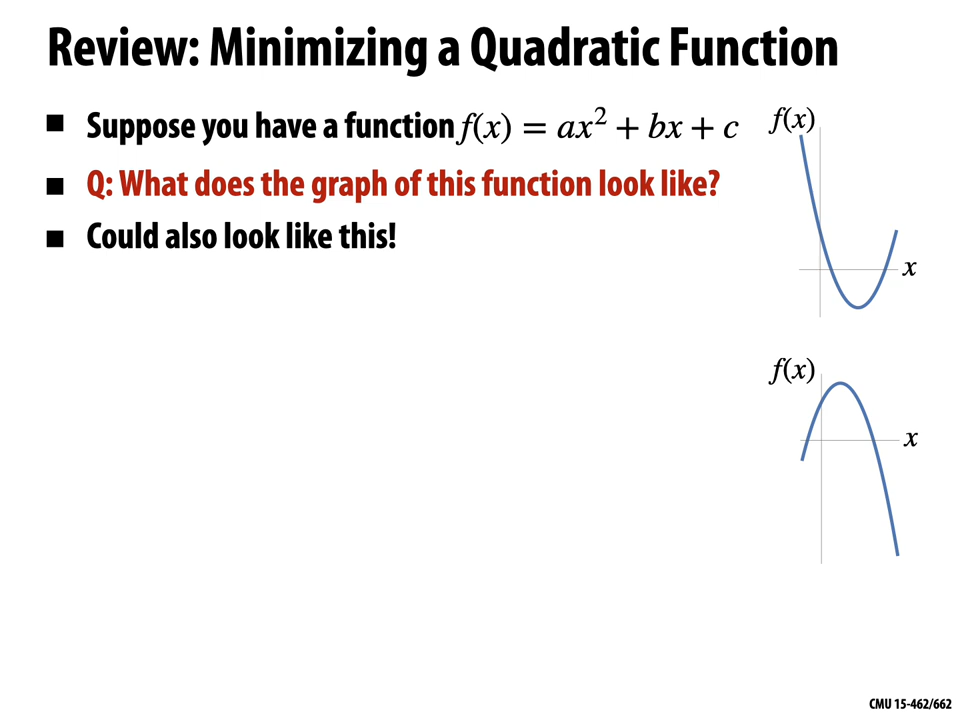 Review: Minimizing a Quadratic Function
■ Suppose you have a function f(x) = ax² + bx + c
■ Q: What does the graph of this function look like?
■ Could also look like this!
f(x)
x
f(x)
x
CMU 15-462/662